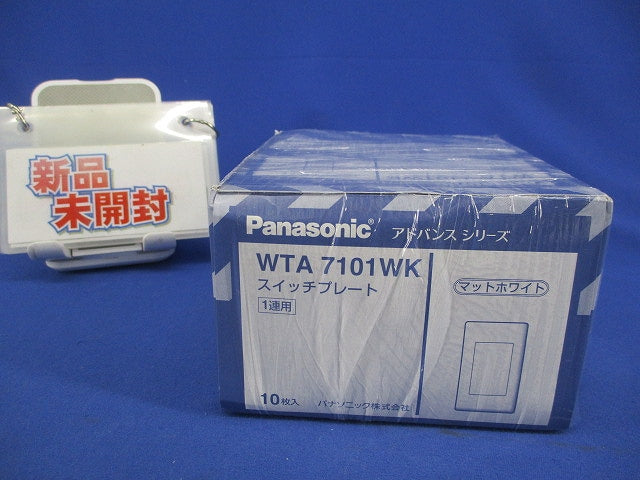 新品
未開封
Panasonic® アドバンスシリーズ
WTA 7101WK
スイッチプレート
1連用
マットホワイト
10枚入 パナソニック株式会社